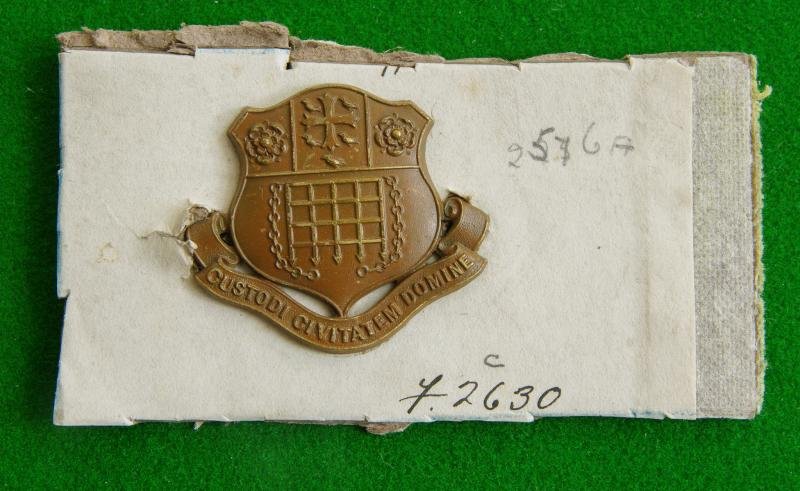 2576A
CUSTODI CIVITATEM DOMINE
c
7.2630